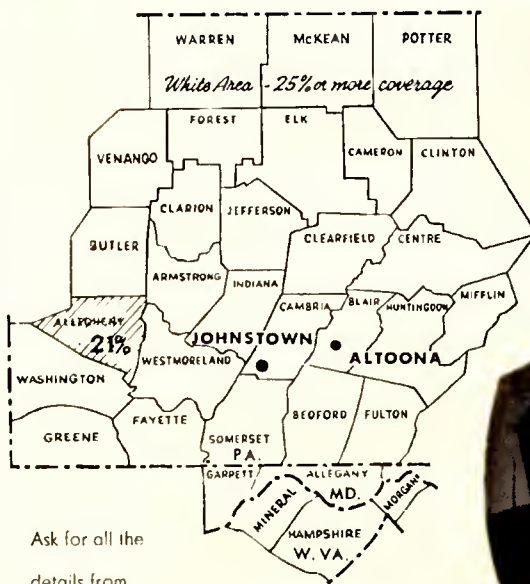 WARREN McKEAN POTTER
White Area - 25% or more coverage
FOREST ELK
VENANGO CAMERON CLINTON
CLARION JEFFERSON
BUTLER CLEARFIELD CENTRE
ARMSTRONG INDIANA
CAMBRIA BLAIR HUNTINGDON MIFFLIN
ALLEGHENY
21% JOHNSTOWN
WESTMORELAND ALTOONA
WASHINGTON
FAYETTE BEDFORD FULTON
GREENE SOMERSET
PA.
GARRETT ALLEGANY
MINERAL MD. MORGAN
HAMPSHIRE
W. VA.
Ask for all the
details from